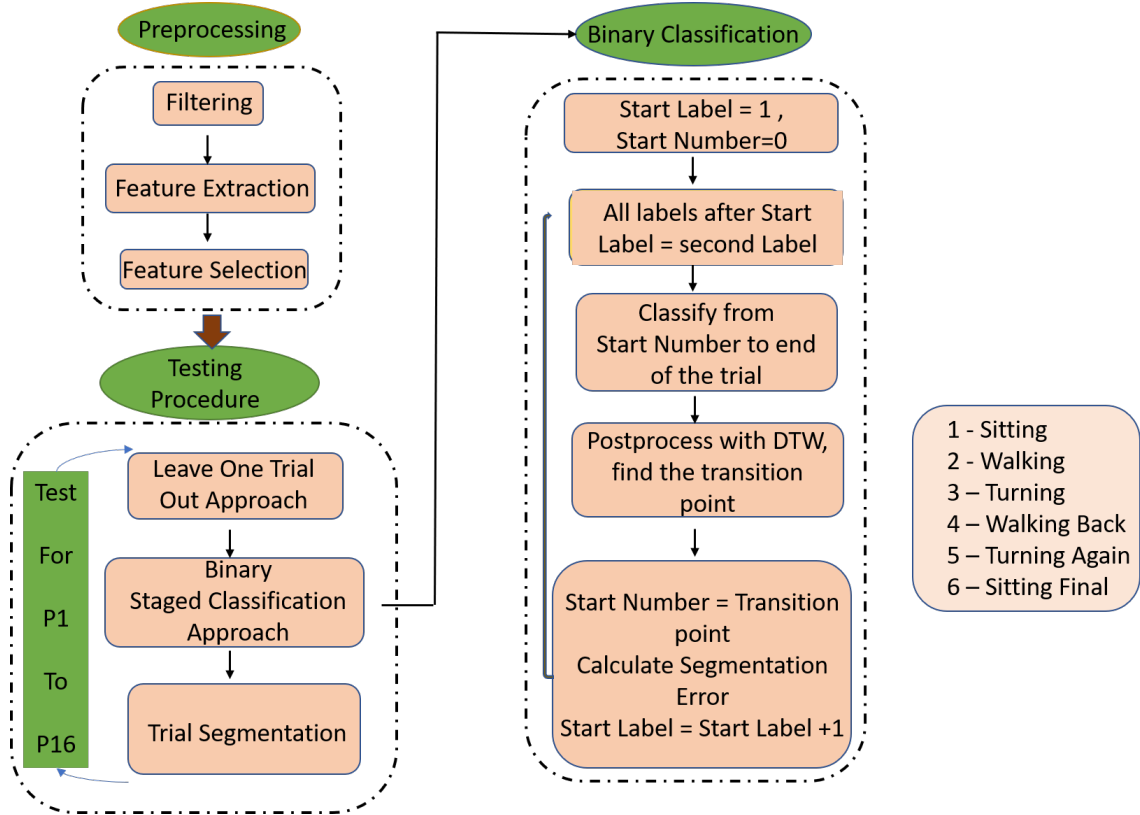 Preprocessing
Filtering
Feature Extraction
Feature Selection
Testing
Procedure
Test
For
P1
To
P16
Leave One Trial
Out Approach
Binary
Staged Classification
Approach
Trial Segmentation
Binary Classification
Start Label = 1 ,
Start Number=0
All labels after Start
Label = second Label
Classify from
Start Number to end
of the trial
Postprocess with DTW,
find the transition
point
Start Number = Transition
point
Calculate Segmentation
Error
Start Label = Start Label +1
1 - Sitting
2 - Walking
3 – Turning
4 – Walking Back
5 – Turning Again
6 – Sitting Final